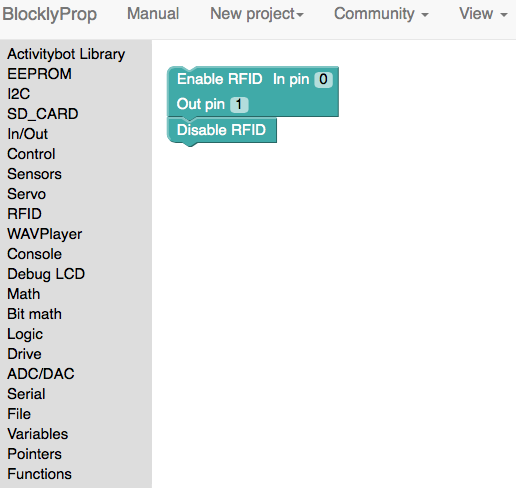 BlocklyProp Manual New project Community View
Activitybot Library
EEPROM
I2C
SD_CARD
In/Out
Control
Sensors
Servo
RFID
WAVPlayer
Console
Debug LCD
Math
Bit math
Logic
Drive
ADC/DAC
Serial
File
Variables
Pointers
Functions
Enable RFID In pin 0
Out pin 1
Disable RFID